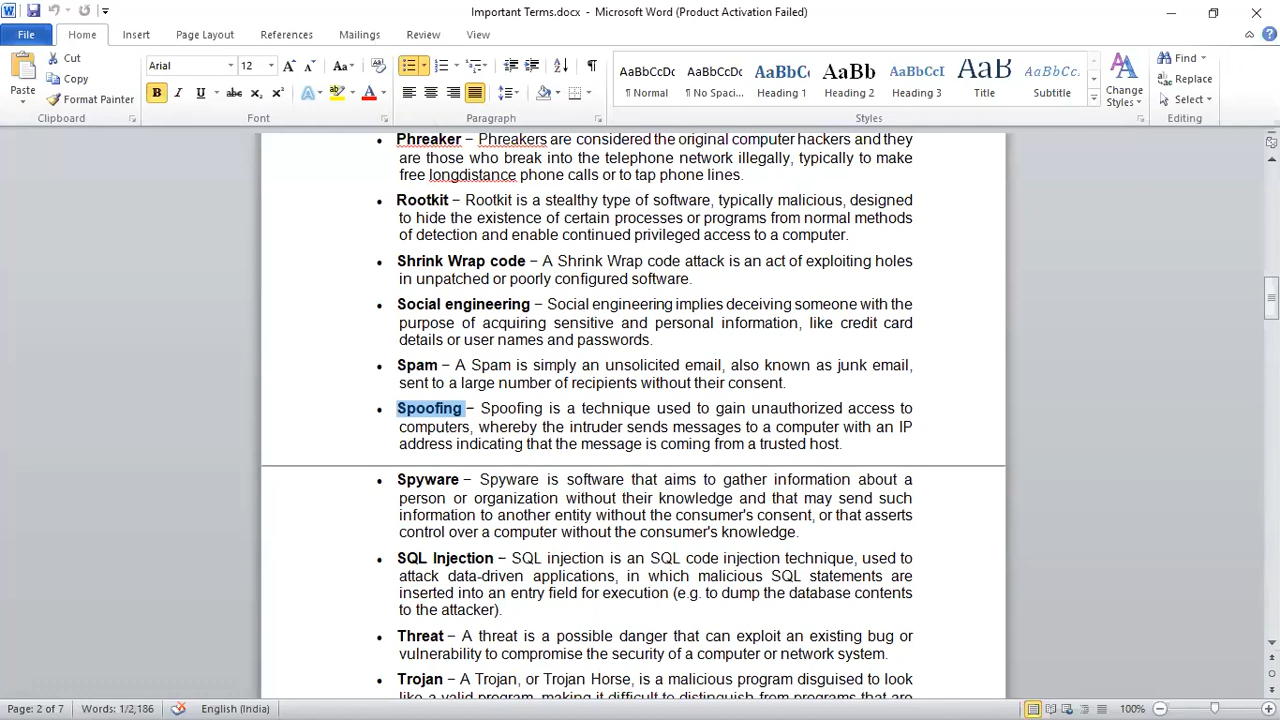 Important Terms.docx - Microsoft Word (Product Activation Failed)
File Home Insert Page Layout References Mailings Review View
Paste Cut Copy Format Painter Clipboard
Arial 12 Font
Paragraph
AaBbCcDc AaBbCcDc AaBbC AaBbCc AaBbCcI AaB AaBbCc.
¶ Normal ¶ No Spaci... Heading 1 Heading 2 Heading 3 Title Subtitle
Styles
Change Styles
Find Replace Select Editing
• Phreaker − Phreakers are considered the original computer hackers and they
are those who break into the telephone network illegally, typically to make
free longdistance phone calls or to tap phone lines.
• Rootkit − Rootkit is a stealthy type of software, typically malicious, designed
to hide the existence of certain processes or programs from normal methods
of detection and enable continued privileged access to a computer.
• Shrink Wrap code − A Shrink Wrap code attack is an act of exploiting holes
in unpatched or poorly configured software.
• Social engineering − Social engineering implies deceiving someone with the
purpose of acquiring sensitive and personal information, like credit card
details or user names and passwords.
• Spam − A Spam is simply an unsolicited email, also known as junk email,
sent to a large number of recipients without their consent.
• Spoofing − Spoofing is a technique used to gain unauthorized access to
computers, whereby the intruder sends messages to a computer with an IP
address indicating that the message is coming from a trusted host.
• Spyware − Spyware is software that aims to gather information about a
person or organization without their knowledge and that may send such
information to another entity without the consumer's consent, or that asserts
control over a computer without the consumer's knowledge.
• SQL Injection − SQL injection is an SQL code injection technique, used to
attack data-driven applications, in which malicious SQL statements are
inserted into an entry field for execution (e.g. to dump the database contents
to the attacker).
• Threat − A threat is a possible danger that can exploit an existing bug or
vulnerability to compromise the security of a computer or network system.
• Trojan − A Trojan, or Trojan Horse, is a malicious program disguised to look
like a valid program, making it difficult to distinguish from programs that are
Page: 2 of 7 Words: 1/2,186 English (India) 100%